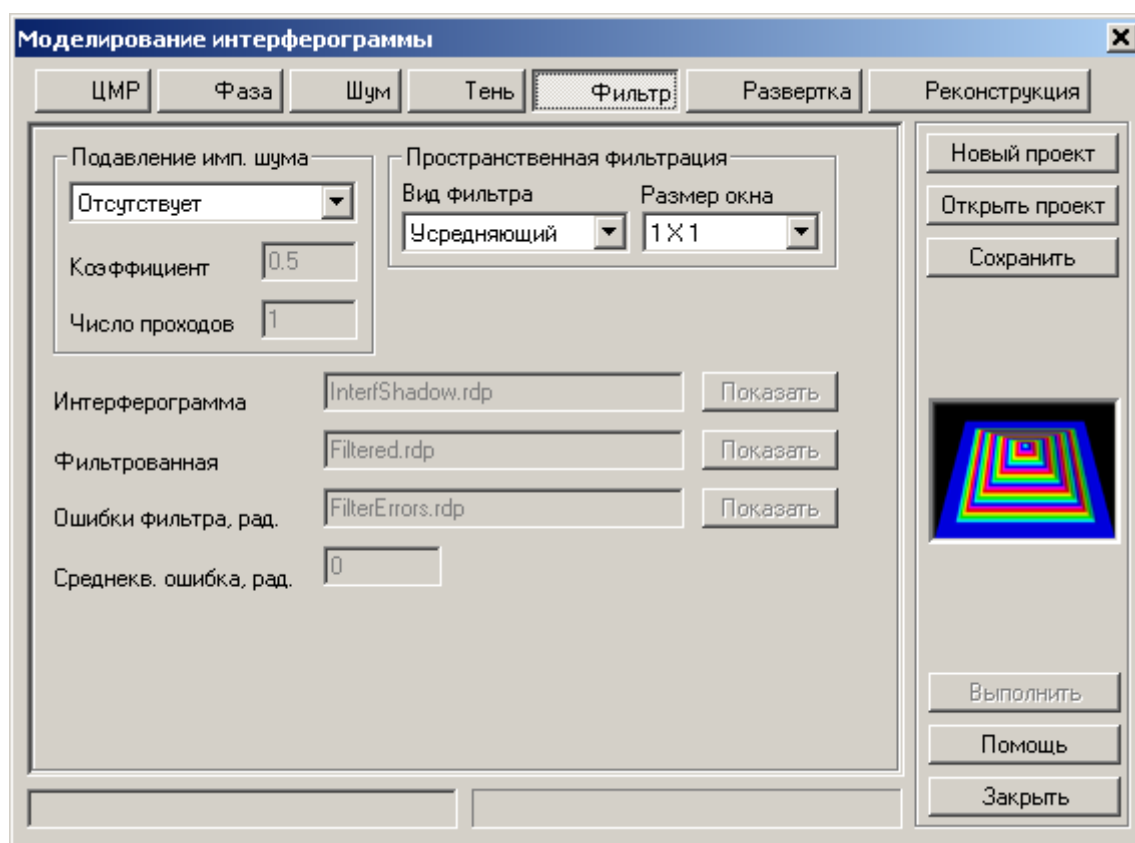 Моделирование интерферограммы
ЦМР Фаза Шум Тень Фильтр Развертка Реконструкция
Подавление имп. шума
Отсутствует
Коэффициент 0.5
Число проходов 1
Пространственная фильтрация
Вид фильтра Размер окна
Усредняющий 1 X 1
Интерферограмма InterfShadow.rdp Показать
Фильтрованная Filtered.rdp Показать
Ошибки фильтра, рад. FilterErrors.rdp Показать
Среднекв. ошибка, рад. 0
Новый проект
Открыть проект
Сохранить
Выполнить
Помощь
Закрыть